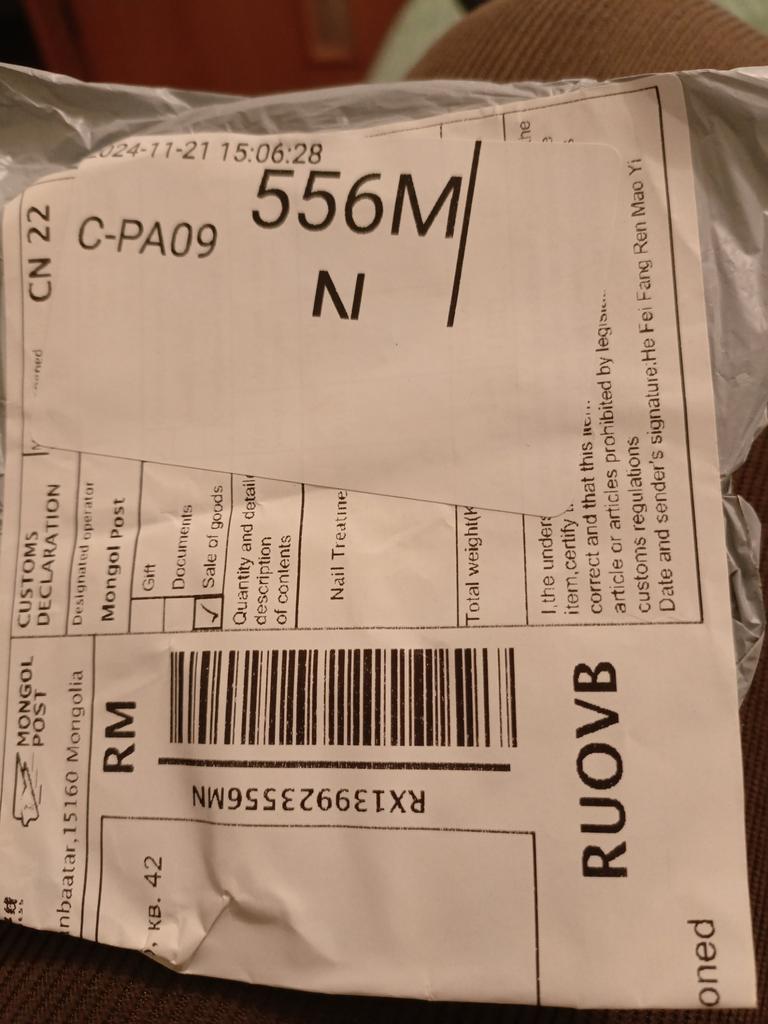 2024-11-21 15:06:28
C-PA09
556M
N
CN 22
CUSTOMS
DECLARATION
Designated operator
Mongol Post
Gift
Documents
✓ Sale of goods
Quantity and detail
description
of contents
Nail Treatme
Total weight(K
I,the unders
item,certify
correct and that this
article or articles prohibited by legisl
customs regulations
Date and sender's signature:He Fei Fang Ren Mao Yi
MONGOL
POST
nbaatar,15160 Mongolia
RM
RX139923556MN
RUOVB
, KB. 42
oned